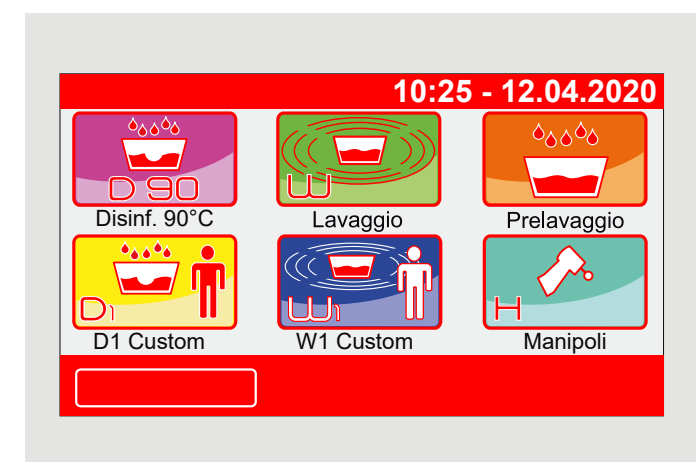 10:25 - 12.04.2020
D 90
W
Disinf. 90°C
Lavaggio
Prelavaggio
D1
W1
H
D1 Custom
W1 Custom
Manipoli